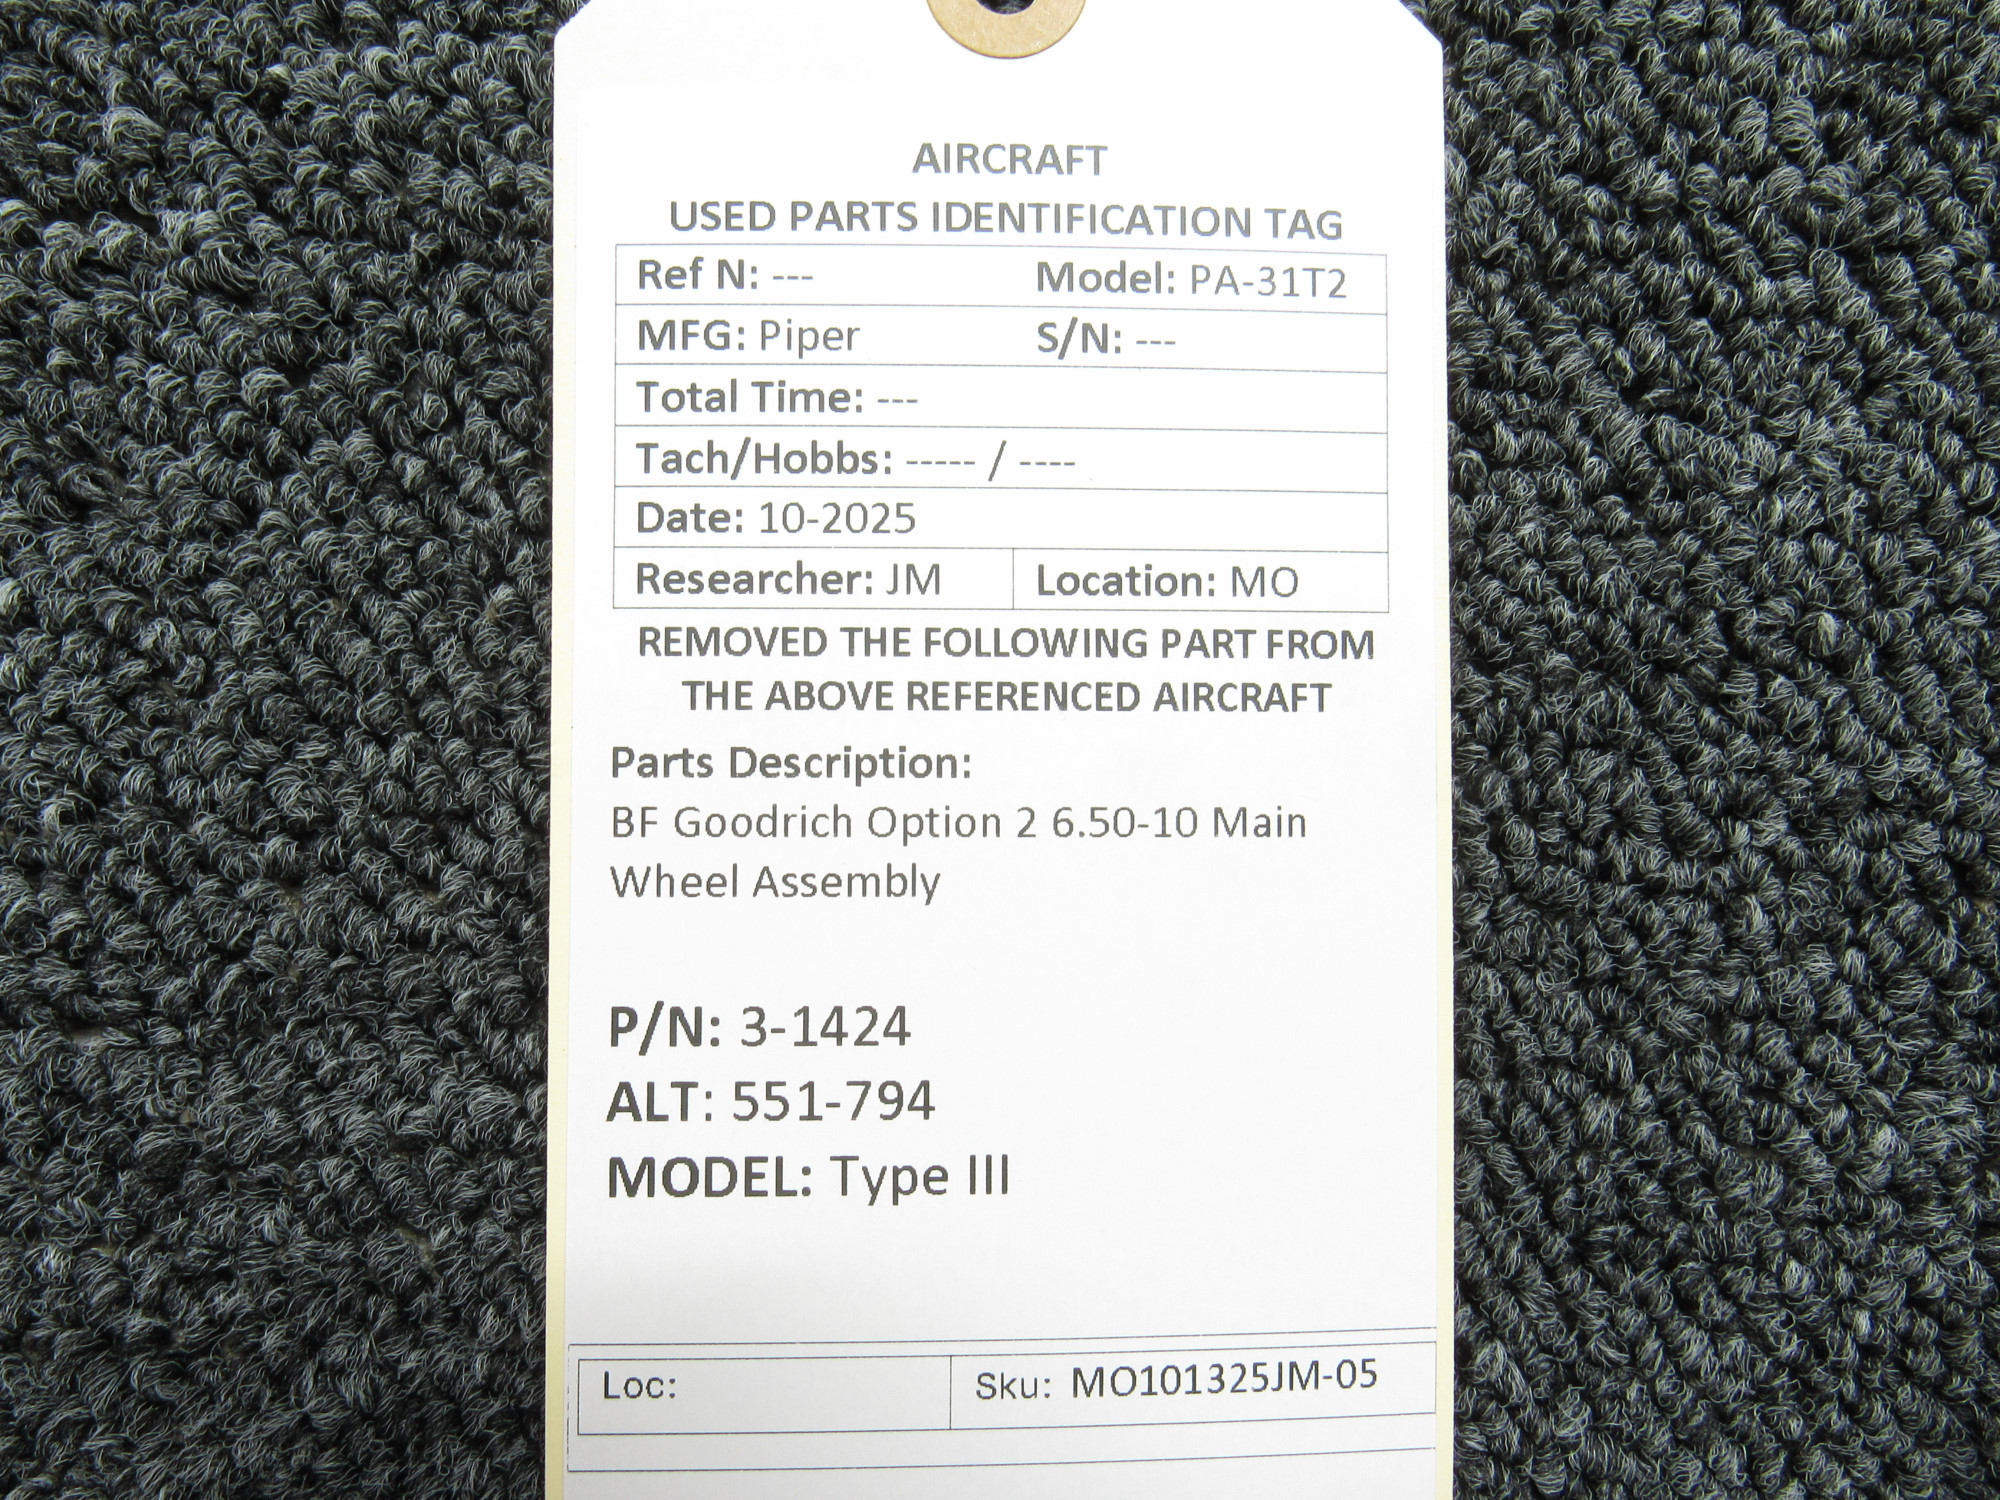 AIRCRAFT
USED PARTS IDENTIFICATION TAG
Ref N: --- Model: PA-31T2
MFG: Piper S/N: ---
Total Time: ---
Tach/Hobbs: ----- / ----
Date: 10-2025
Researcher: JM Location: MO
REMOVED THE FOLLOWING PART FROM
THE ABOVE REFERENCED AIRCRAFT
Parts Description:
BF Goodrich Option 2 6.50-10 Main
Wheel Assembly
P/N: 3-1424
ALT: 551-794
MODEL: Type III
Loc: Sku: MO101325JM-05